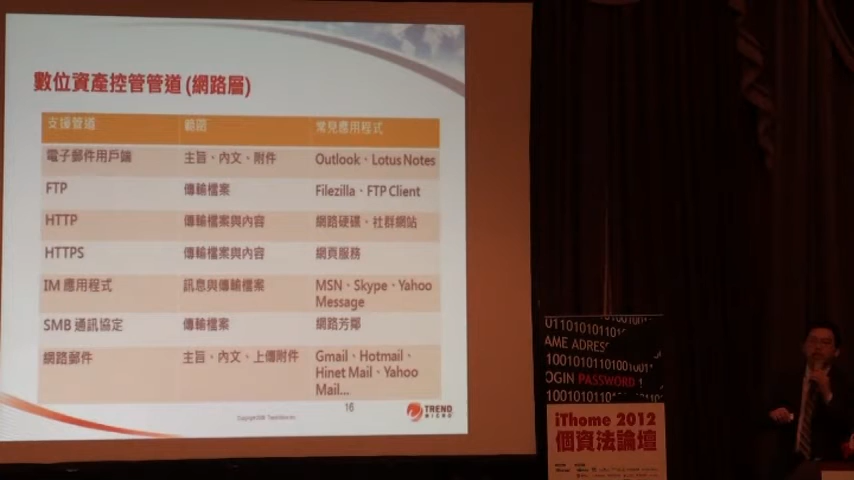 數位資產控管管道 (網路層)
支援管道 範疇 常見應用程式
電子郵件用戶端 主旨、內文、附件 Outlook、Lotus Notes
FTP 傳輸檔案 Filezilla、FTP Client
HTTP 傳輸檔案與內容 網路硬碟、社群網站
HTTPS 傳輸檔案與內容 網頁服務
IM 應用程式 訊息與傳輸檔案 MSN、Skype、Yahoo
Message
SMB 通訊協定 傳輸檔案 網路芳鄰
網路郵件 主旨、內文、上傳附件 Gmail、Hotmail、
Hinet Mail、Yahoo
Mail...
16
TREND
MICRO
AME ADRES
OGIN PASSWORD !
iThome 2012
個資法論壇